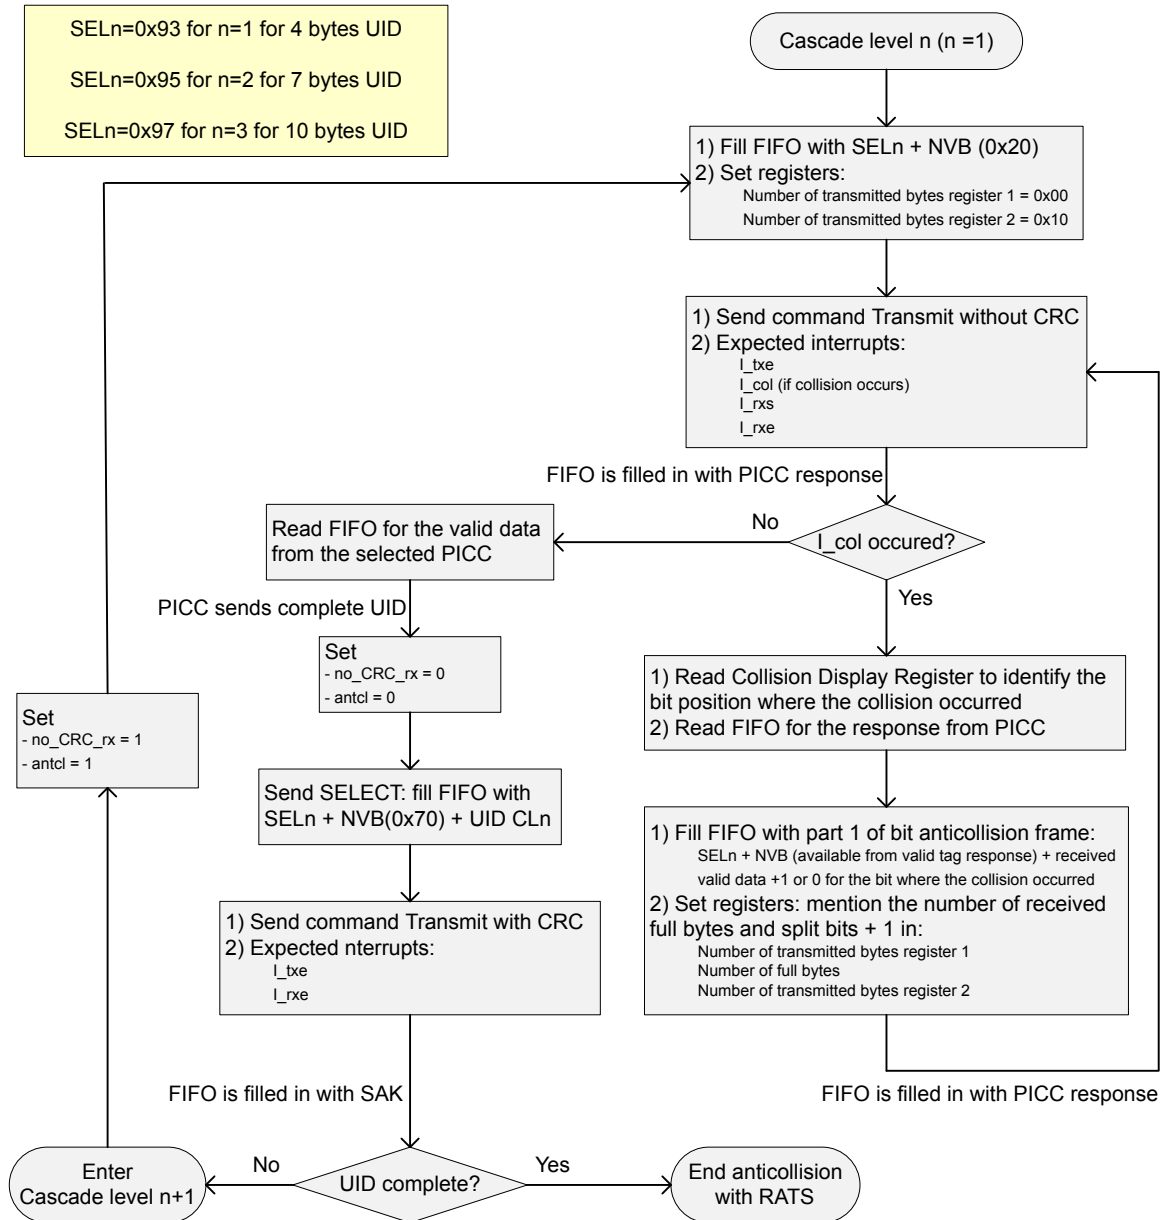 SELn=0x93 for n=1 for 4 bytes UID
SELn=0x95 for n=2 for 7 bytes UID
SELn=0x97 for n=3 for 10 bytes UID
Cascade level n (n =1)
1) Fill FIFO with SELn + NVB (0x20)
2) Set registers:
Number of transmitted bytes register 1 = 0x00
Number of transmitted bytes register 2 = 0x10
1) Send command Transmit without CRC
2) Expected interrupts:
I_txe
I_col (if collision occurs)
I_rxs
I_rxe
FIFO is filled in with PICC response
I_col occured?
No
Yes
Read FIFO for the valid data
from the selected PICC
PICC sends complete UID
Set
- no_CRC_rx = 0
- antcl = 0
Send SELECT: fill FIFO with
SELn + NVB(0x70) + UID CLn
1) Send command Transmit with CRC
2) Expected nterrupts:
I_txe
I_rxe
FIFO is filled in with SAK
1) Read Collision Display Register to identify the
bit position where the collision occurred
2) Read FIFO for the response from PICC
1) Fill FIFO with part 1 of bit anticollision frame:
SELn + NVB (available from valid tag response) + received
valid data +1 or 0 for the bit where the collision occurred
2) Set registers: mention the number of received
full bytes and split bits + 1 in:
Number of transmitted bytes register 1
Number of full bytes
Number of transmitted bytes register 2
FIFO is filled in with PICC response
UID complete?
No
Yes
Enter
Cascade level n+1
End anticollision
with RATS
Set
- no_CRC_rx = 1
- antcl = 1